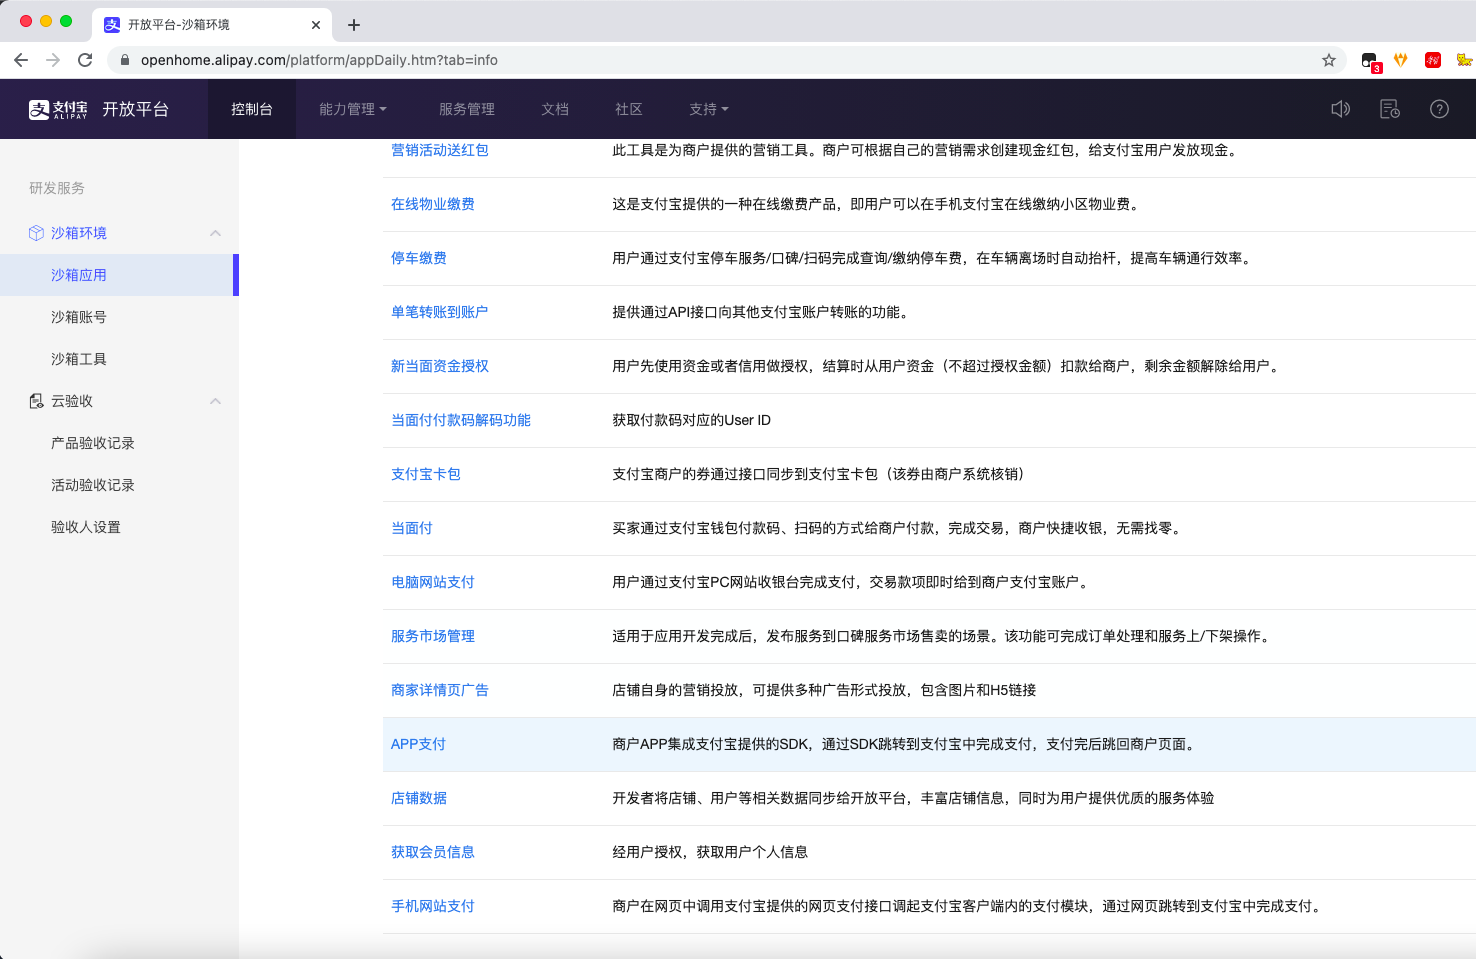 开放平台-沙箱环境
openhome.alipay.com/platform/appDaily.htm?tab=info
3
支 支付宝 ALIPAY 开放平台 控制台 能力管理 服务管理 文档 社区 支持
研发服务
沙箱环境
沙箱应用
沙箱账号
沙箱工具
云验收
产品验收记录
活动验收记录
验收人设置
营销活动送红包 此工具是为商户提供的营销工具。商户可根据自己的营销需求创建现金红包，给支付宝用户发放现金。
在线物业缴费 这是支付宝提供的一种在线缴费产品，即用户可以在手机支付宝在线缴纳小区物业费。
停车缴费 用户通过支付宝停车服务/口碑/扫码完成查询/缴纳停车费，在车辆离场时自动抬杆，提高车辆通行效率。
单笔转账到账户 提供通过API接口向其他支付宝账户转账的功能。
新当面资金授权 用户先使用资金或者信用做授权，结算时从用户资金（不超过授权金额）扣款给商户，剩余金额解除给用户。
当面付付款码解码功能 获取付款码对应的User ID
支付宝卡包 支付宝商户的券通过接口同步到支付宝卡包（该券由商户系统核销）
当面付 买家通过支付宝钱包付款码、扫码的方式给商户付款，完成交易，商户快捷收银，无需找零。
电脑网站支付 用户通过支付宝PC网站收银台完成支付，交易款项即时给到商户支付宝账户。
服务市场管理 适用于应用开发完成后，发布服务到口碑服务市场售卖的场景。该功能可完成订单处理和服务上/下架操作。
商家详情页广告 店铺自身的营销投放，可提供多种广告形式投放，包含图片和H5链接
APP支付 商户APP集成支付宝提供的SDK，通过SDK跳转到支付宝中完成支付，支付完后跳回商户页面。
店铺数据 开发者将店铺、用户等相关数据同步给开放平台，丰富店铺信息，同时为用户提供优质的服务体验
获取会员信息 经用户授权，获取用户个人信息
手机网站支付 商户在网页中调用支付宝提供的网页支付接口调起支付宝客户端内的支付模块，通过网页跳转到支付宝中完成支付。